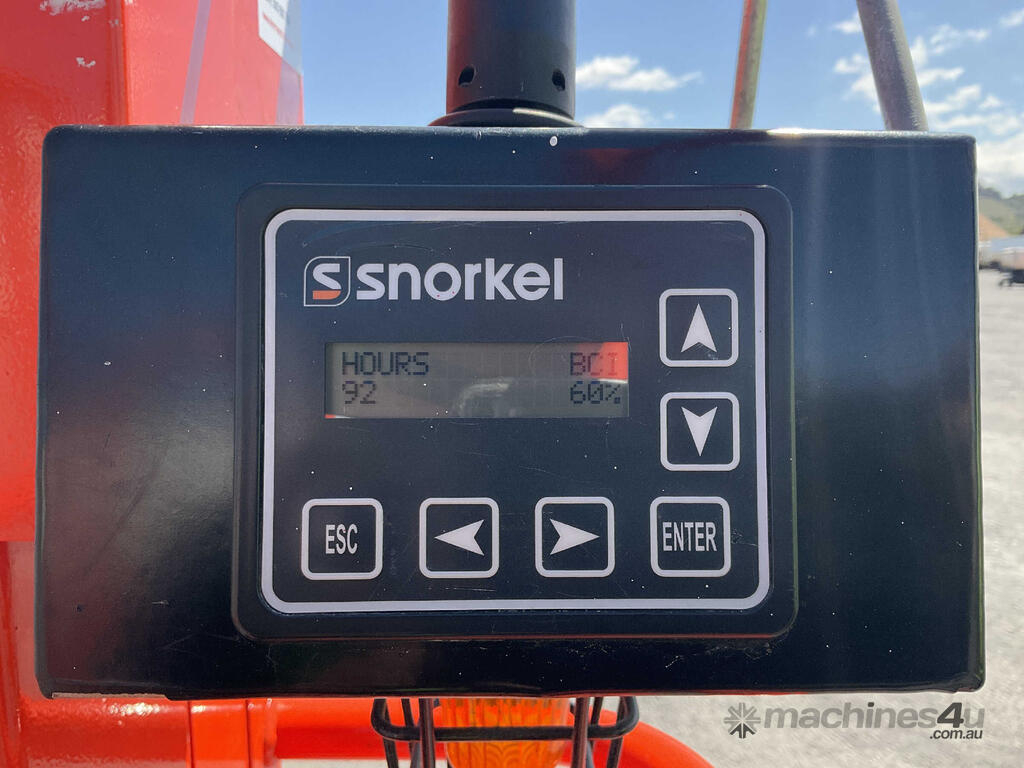 snorkel
HOURS BCI
92 60%
ESC
ENTER
machines4u
.com.au